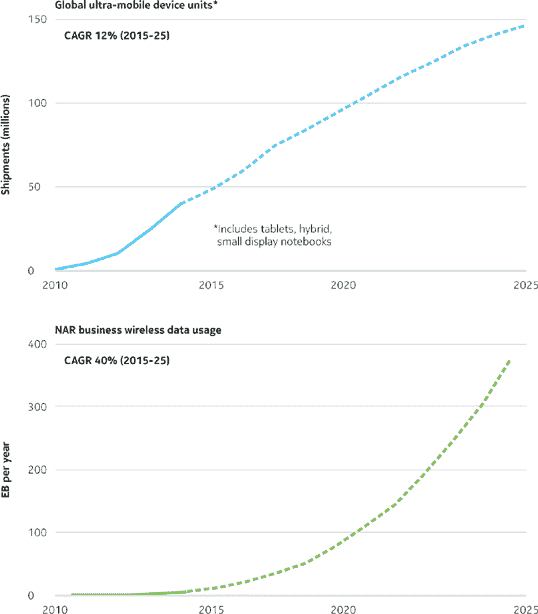 Global ultra-mobile device units*
150
CAGR 12% (2015-25)
100
Shipments (millions)
50
*Includes tablets, hybrid,
small display notebooks
0
2010
2015
2020
2025
NAR business wireless data usage
400
CAGR 40% (2015-25)
300
EB per year
200
100
0
2010
2015
2020
2025